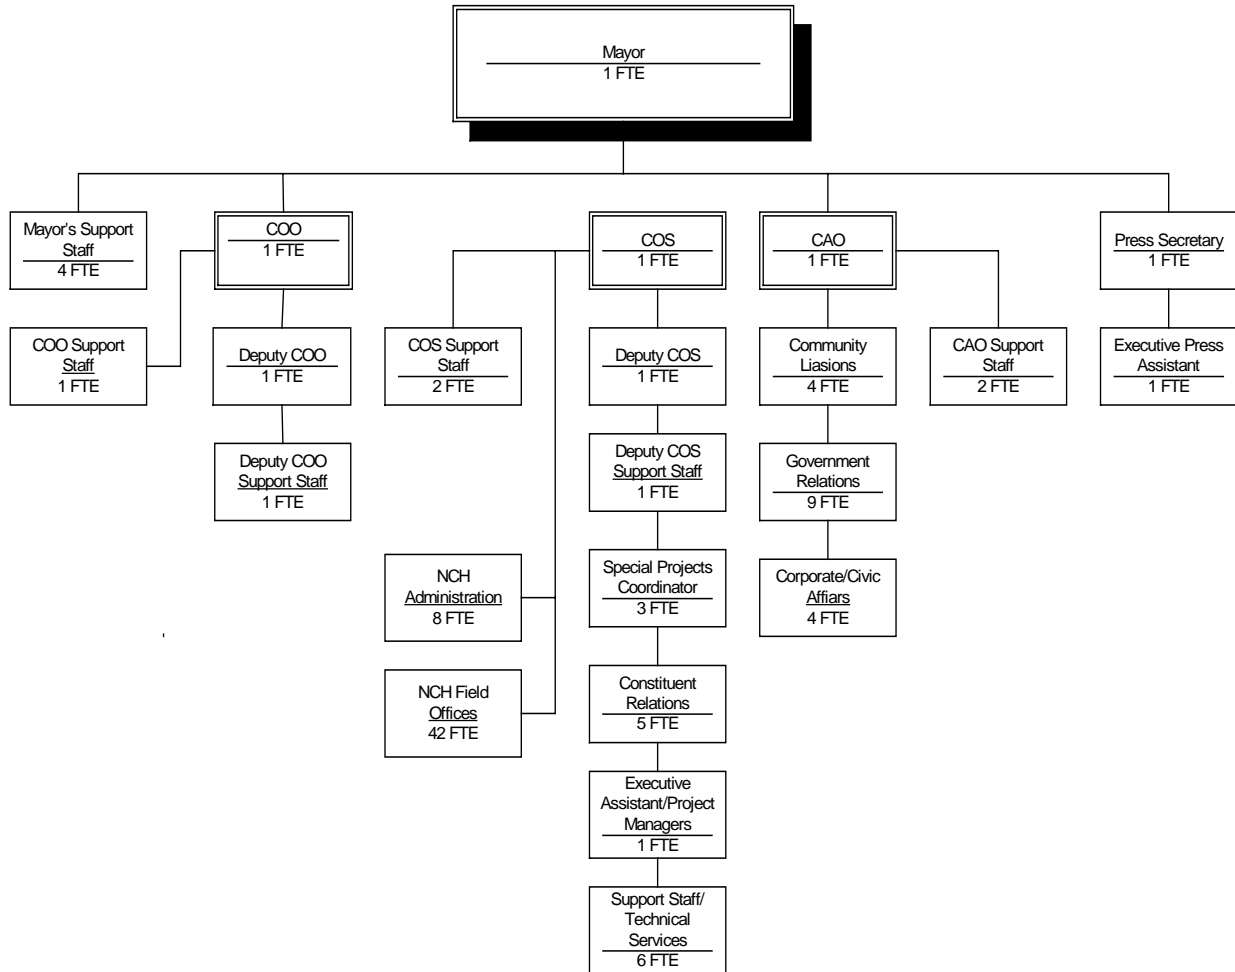 Mayor
1 FTE
Mayor's Support
Staff
4 FTE
COO
1 FTE
COS
1 FTE
CAO
1 FTE
Press Secretary
1 FTE
COO Support
Staff
1 FTE
Deputy COO
1 FTE
COS Support
Staff
2 FTE
Deputy COS
1 FTE
Community
Liasions
4 FTE
CAO Support
Staff
2 FTE
Executive Press
Assistant
1 FTE
Deputy COO
Support Staff
1 FTE
Deputy COS
Support Staff
1 FTE
Government
Relations
9 FTE
NCH
Administration
8 FTE
Special Projects
Coordinator
3 FTE
Corporate/Civic
Affiars
4 FTE
NCH Field
Offices
42 FTE
Constituent
Relations
5 FTE
Executive
Assistant/Project
Managers
1 FTE
Support Staff/
Technical
Services
6 FTE